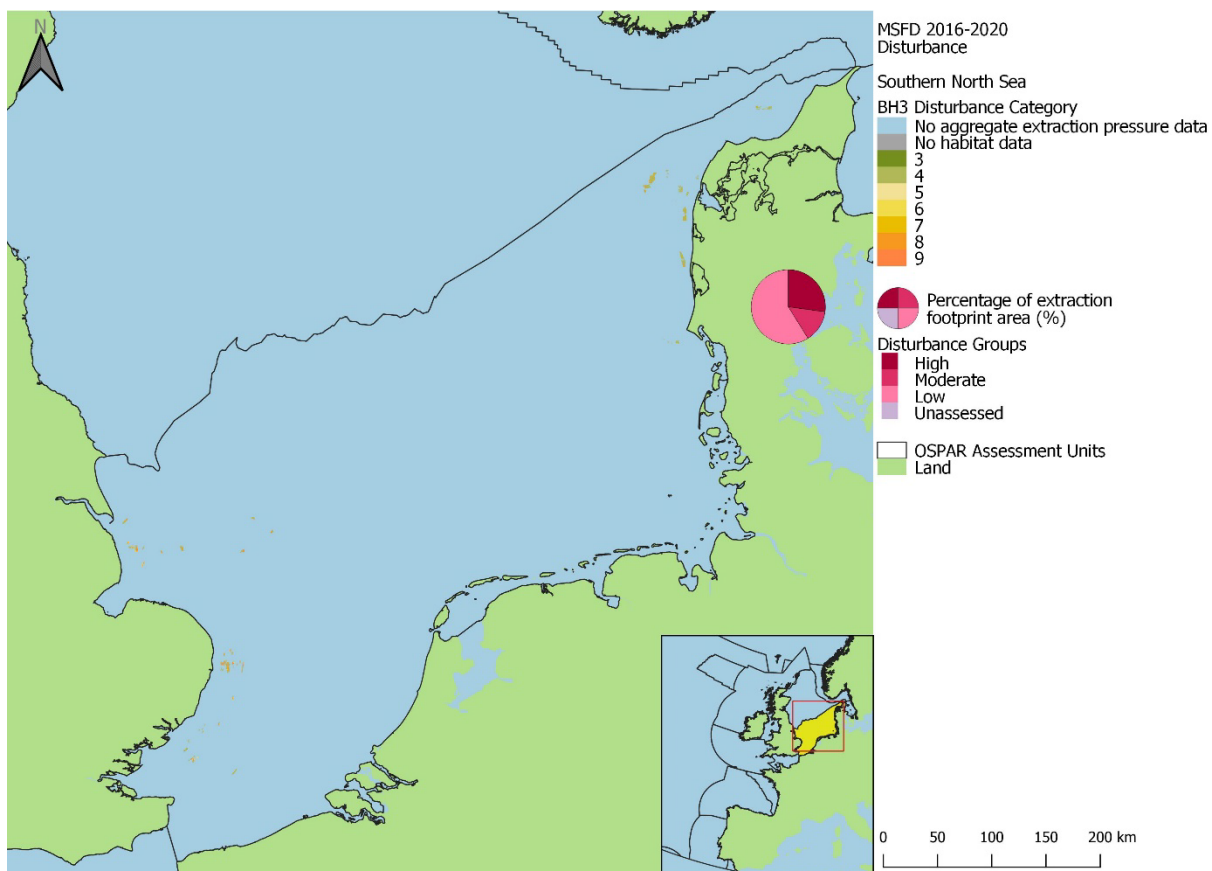 N
MSFD 2016-2020
Disturbance
Southern North Sea
BH3 Disturbance Category
No aggregate extraction pressure data
No habitat data
3
4
5
6
7
8
9
Percentage of extraction
footprint area (%)
Disturbance Groups
High
Moderate
Low
Unassessed
OSPAR Assessment Units
Land
0 50 100 150 200 km